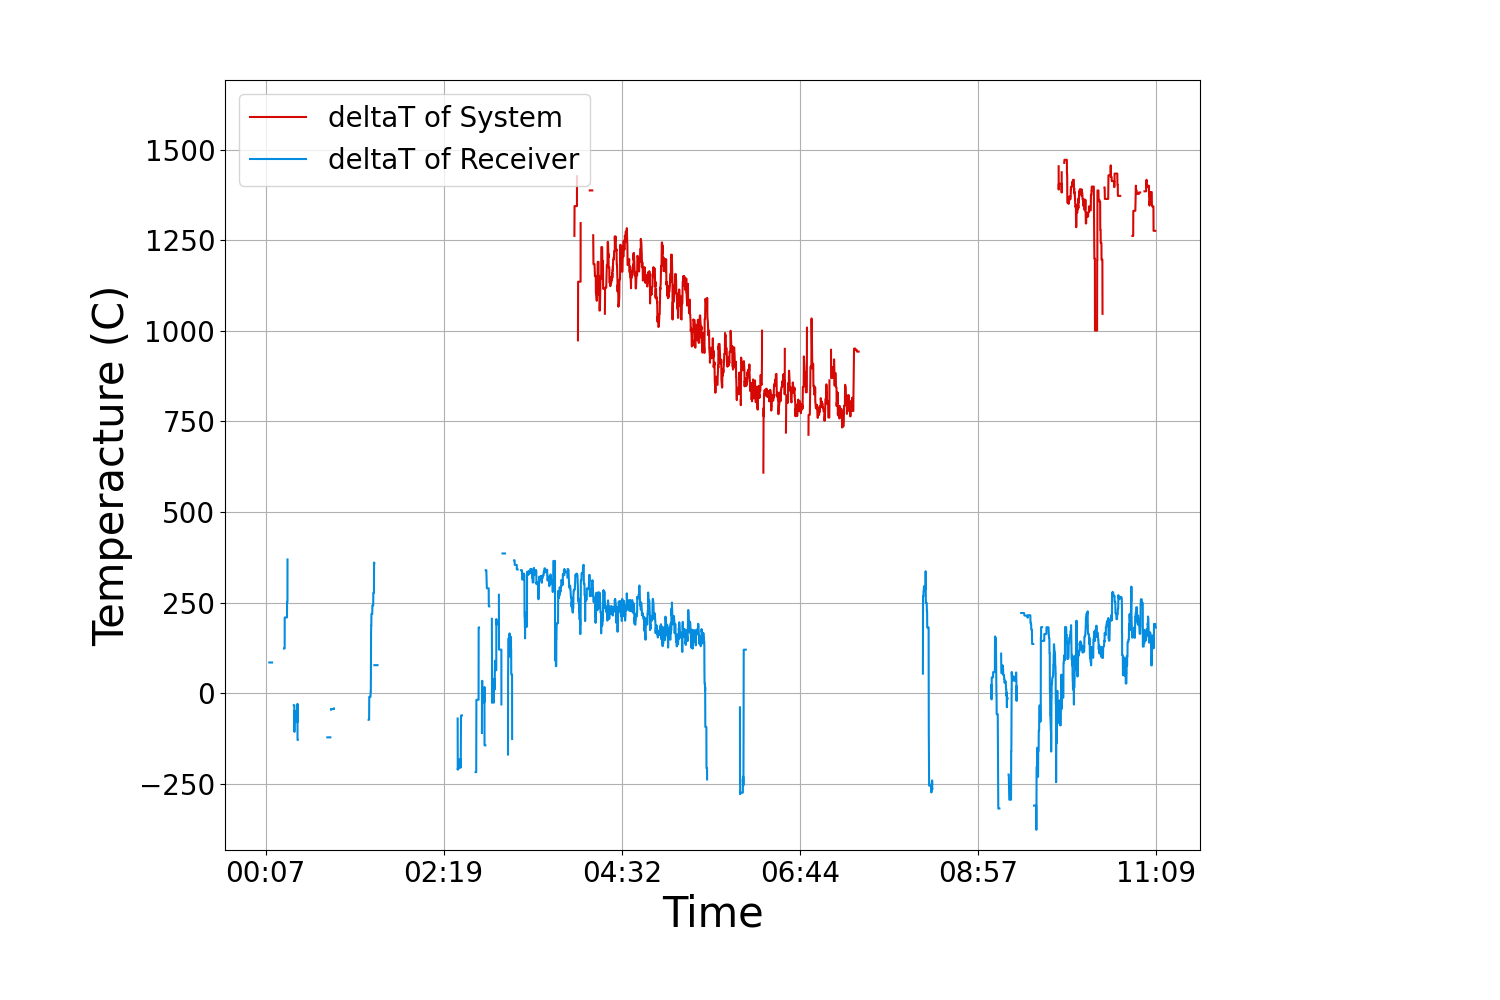 deltaT of System
deltaT of Receiver
1500
1250
1000
750
500
250
0
−250
Temperacture (C)
00:07 02:19 04:32 06:44 08:57 11:09
Time